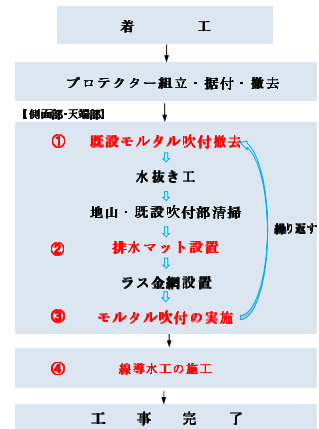 着　工
プロテクター組立・据付・撤去
【側面部・天端部】
① 既設モルタル吹付撤去
水抜き工
地山・既設吹付部清掃
② 排水マット設置
ラス金網設置
③ モルタル吹付の実施
繰り返す
④ 線導水工の施工
工　事　完　了